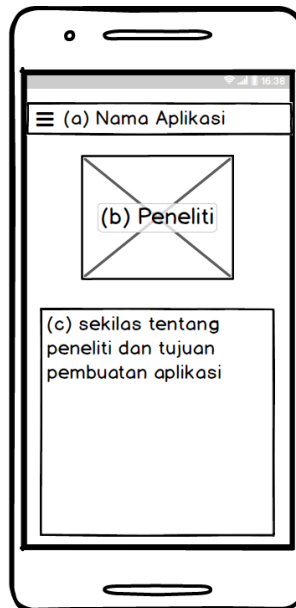 16:38
(a) Nama Aplikasi
(b) Peneliti
(c) sekilas tentang
peneliti dan tujuan
pembuatan aplikasi